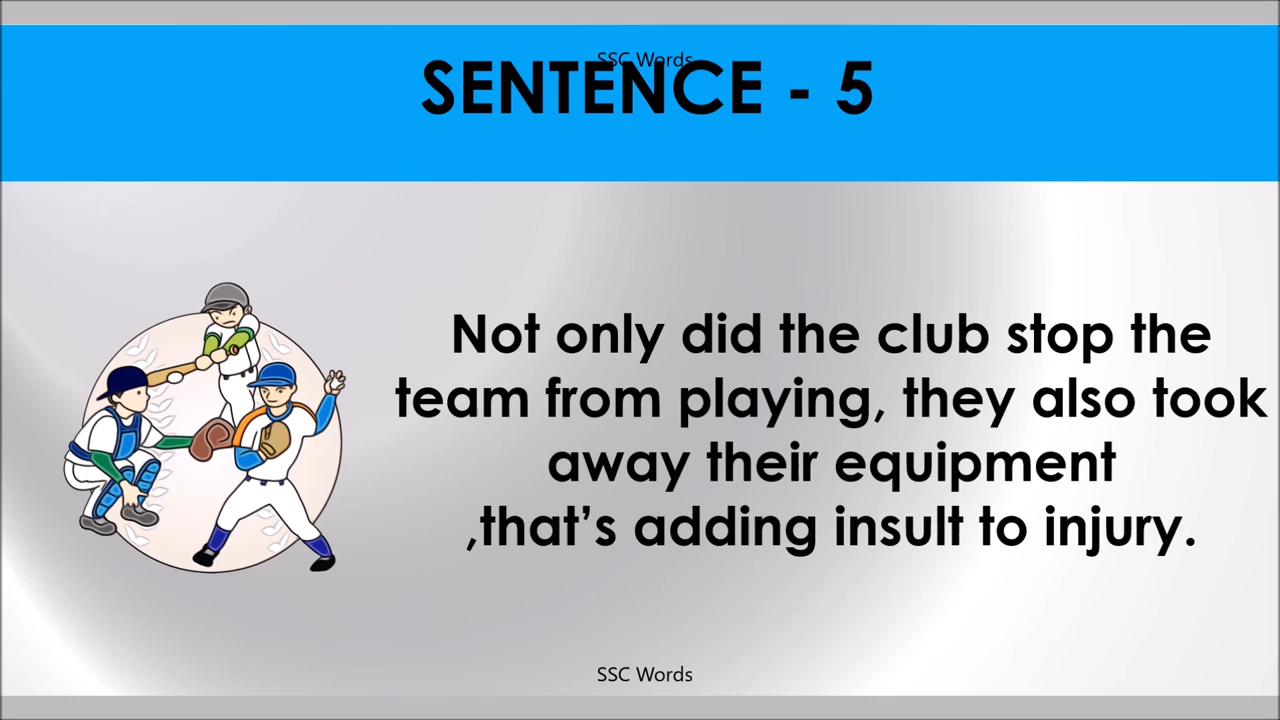 SSC Words
SENTENCE - 5
Not only did the club stop the
team from playing, they also took
away their equipment
,that’s adding insult to injury.
SSC Words